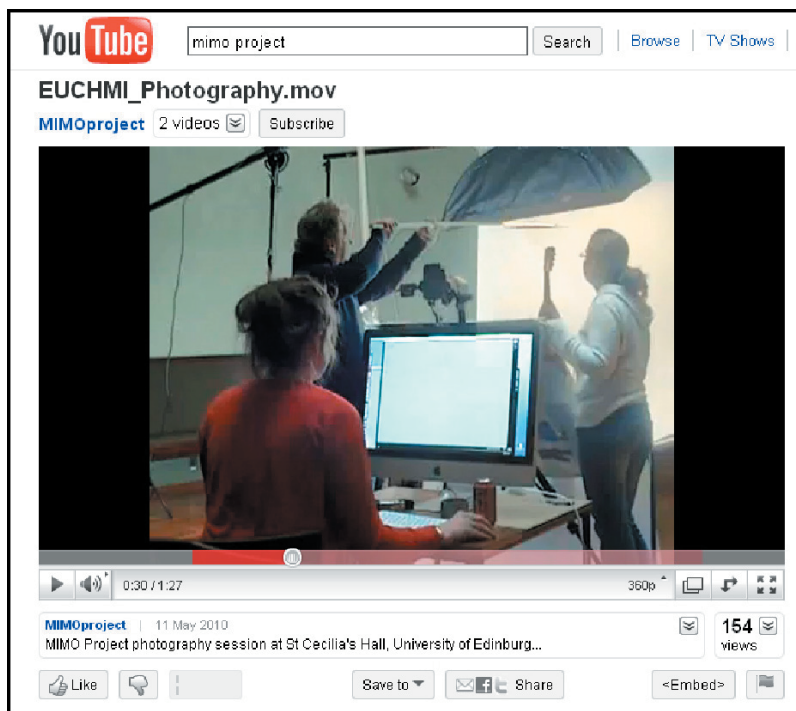 YouTube mimo project Search Browse TV Shows
EUCHMI_Photography.mov
MIMOproject 2 videos Subscribe
0:30 / 1:27 360p
MIMOproject 11 May 2010 154
MIMO Project photography session at St Cecilia's Hall, University of Edinburg... views
Like Save to Share <Embed>